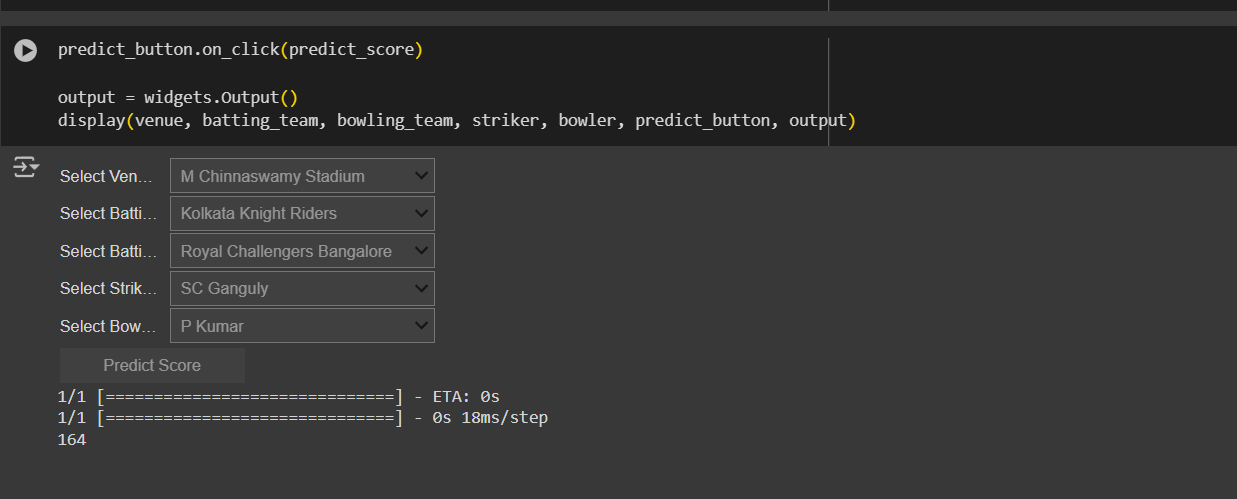 predict_button.on_click(predict_score)
output = widgets.Output()
display(venue, batting_team, bowling_team, striker, bowler, predict_button, output)
Select Ven... M Chinnaswamy Stadium
Select Batti... Kolkata Knight Riders
Select Batti... Royal Challengers Bangalore
Select Strik... SC Ganguly
Select Bow... P Kumar
Predict Score
1/1 [==============================] - ETA: 0s
1/1 [==============================] - 0s 18ms/step
164